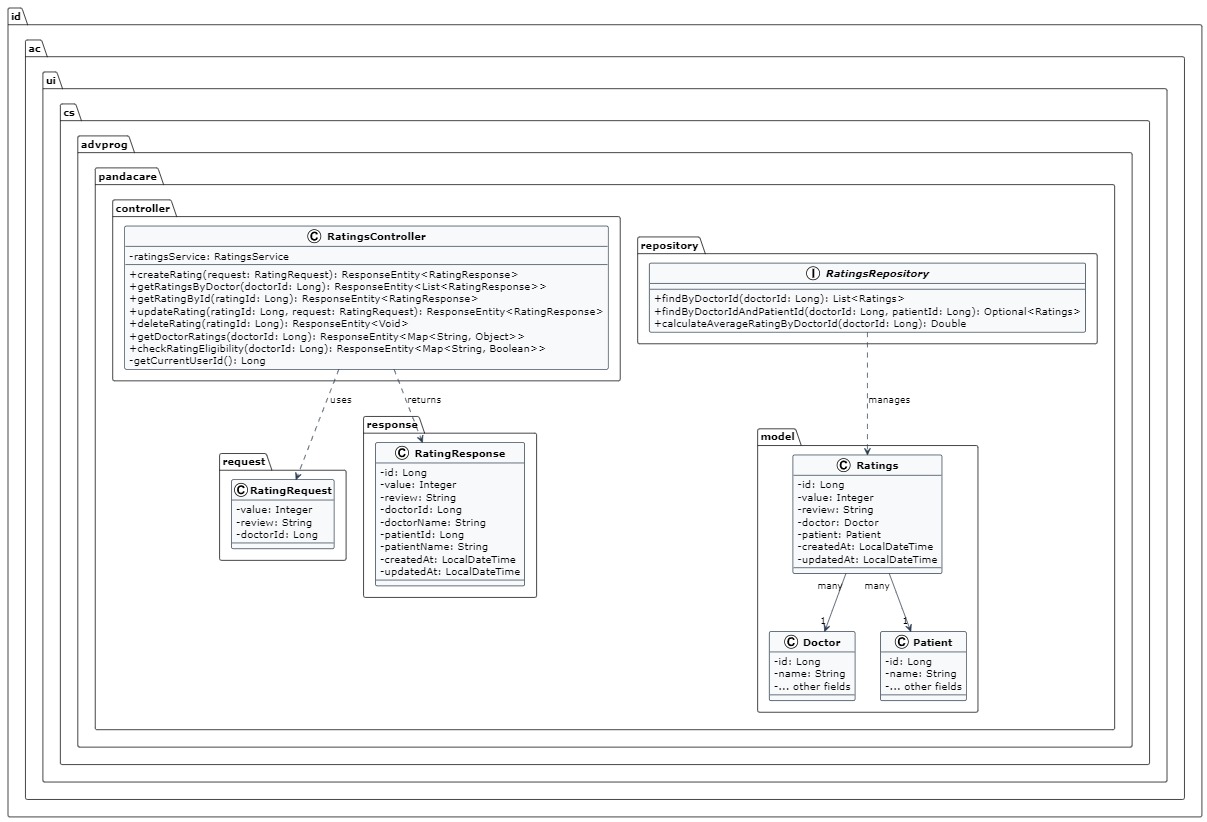 id
ac
ui
cs
advprog
pandacare
controller
C RatingsController
-ratingsService: RatingsService
+createRating(request: RatingRequest): ResponseEntity<RatingResponse>
+getRatingsByDoctor(doctorId: Long): ResponseEntity<List<RatingResponse>>
+getRatingById(ratingId: Long): ResponseEntity<RatingResponse>
+updateRating(ratingId: Long, request: RatingRequest): ResponseEntity<RatingResponse>
+deleteRating(ratingId: Long): ResponseEntity<Void>
+getDoctorRatings(doctorId: Long): ResponseEntity<Map<String, Object>>
+checkRatingEligibility(doctorId: Long): ResponseEntity<Map<String, Boolean>>
-getCurrentUserId(): Long
repository
I RatingsRepository
+findByDoctorId(doctorId: Long): List<Ratings>
+findByDoctorIdAndPatientId(doctorId: Long, patientId: Long): Optional<Ratings>
+calculateAverageRatingByDoctorId(doctorId: Long): Double
uses
returns
manages
request
C RatingRequest
-value: Integer
-review: String
-doctorId: Long
response
C RatingResponse
-id: Long
-value: Integer
-review: String
-doctorId: Long
-doctorName: String
-patientId: Long
-patientName: String
-createdAt: LocalDateTime
-updatedAt: LocalDateTime
model
C Ratings
-id: Long
-value: Integer
-review: String
-doctor: Doctor
-patient: Patient
-createdAt: LocalDateTime
-updatedAt: LocalDateTime
many
many
1
1
C Doctor
-id: Long
-name: String
-... other fields
C Patient
-id: Long
-name: String
-... other fields